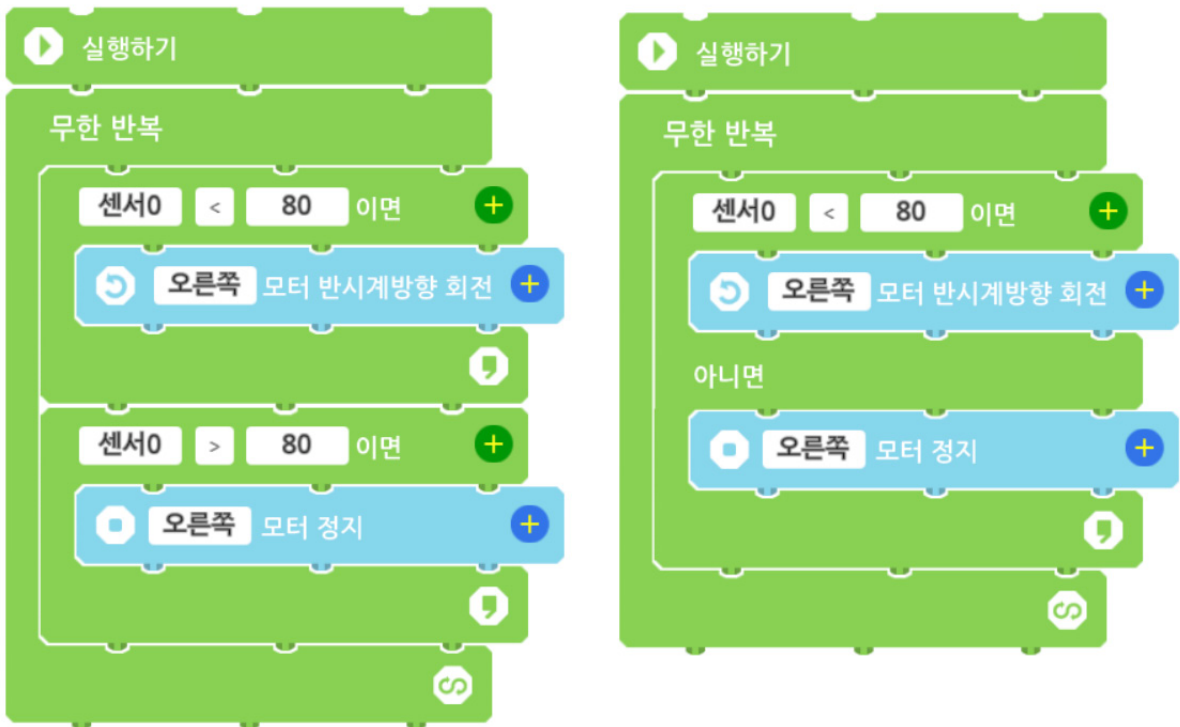 실행하기
무한 반복
센서0 < 80 이면
오른쪽 모터 반시계방향 회전
센서0 > 80 이면
오른쪽 모터 정지
실행하기
무한 반복
센서0 < 80 이면
오른쪽 모터 반시계방향 회전
아니면
오른쪽 모터 정지